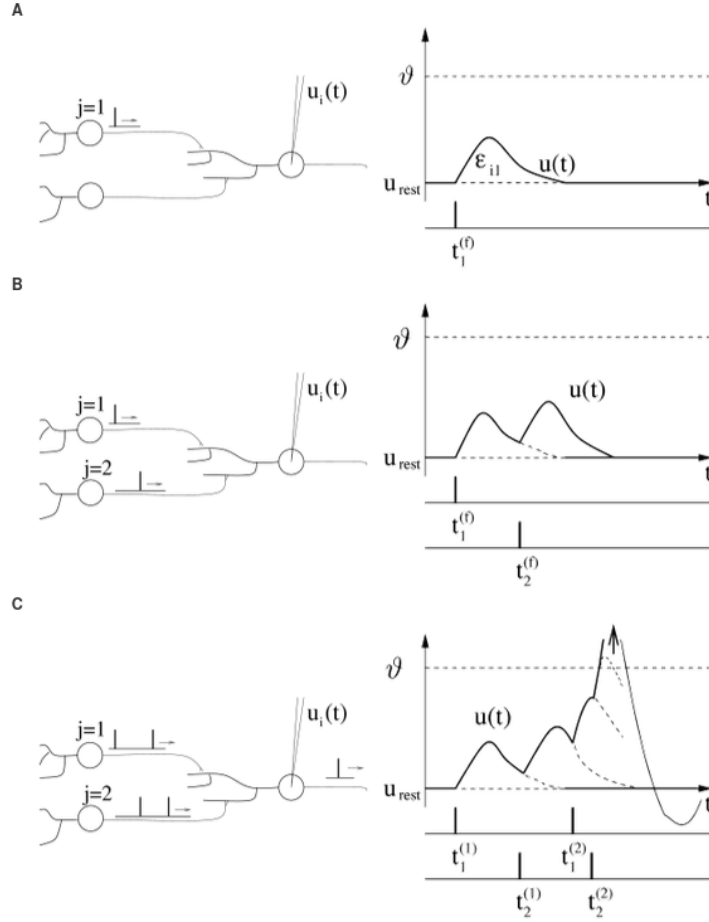 A
j=1
u_i(t)
ϑ
ε_i1
u(t)
u_rest
t
t_1^(f)
B
j=1
j=2
u_i(t)
ϑ
u(t)
u_rest
t
t_1^(f)
t_2^(f)
C
j=1
j=2
u_i(t)
ϑ
u(t)
u_rest
t
t_1^(1) t_1^(2)
t_2^(1) t_2^(2)